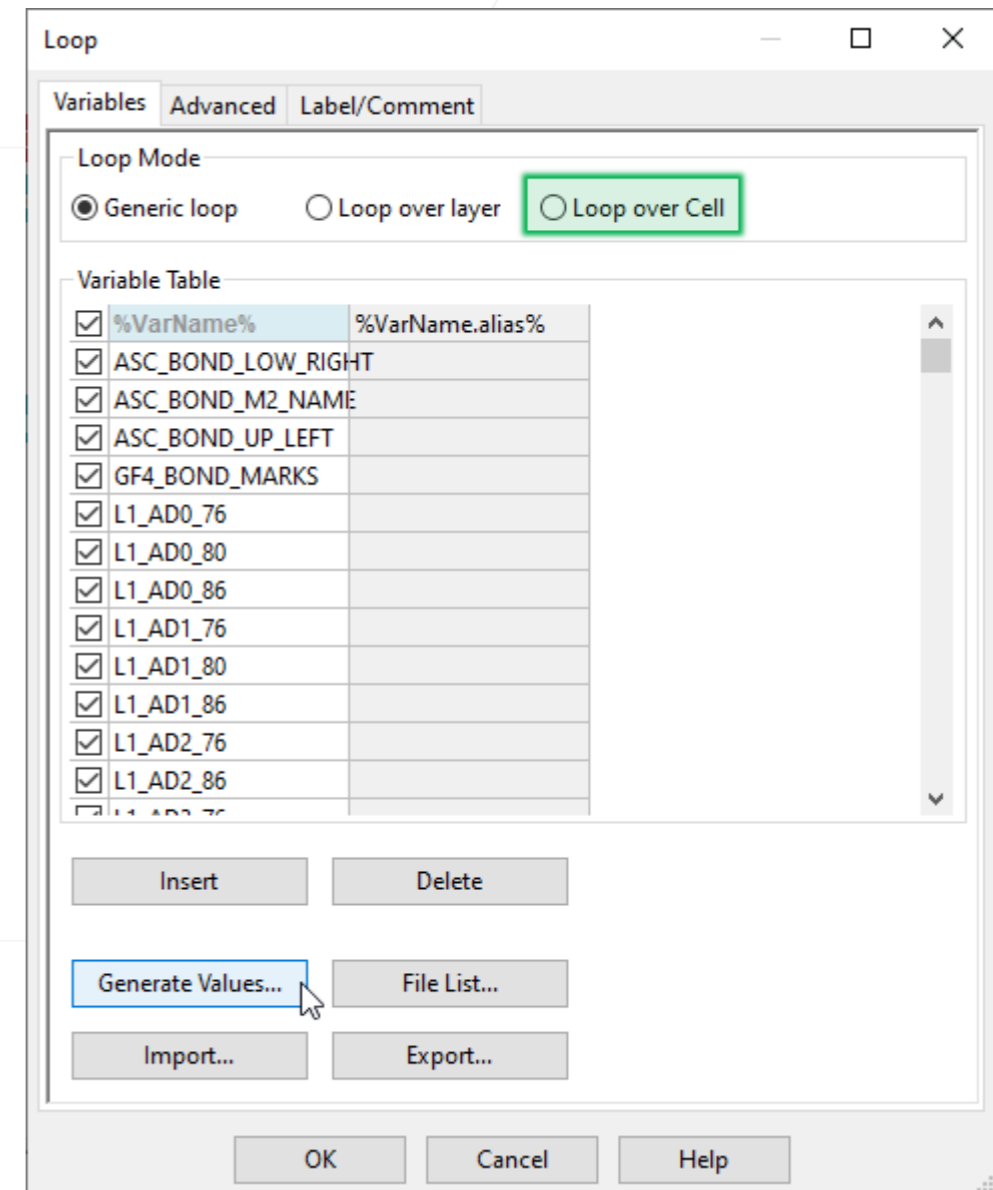 Loop
Variables Advanced Label/Comment
Loop Mode
Generic loop Loop over layer Loop over Cell
Variable Table
%VarName% %VarName.alias%
ASC_BOND_LOW_RIGHT
ASC_BOND_M2_NAME
ASC_BOND_UP_LEFT
GF4_BOND_MARKS
L1_AD0_76
L1_AD0_80
L1_AD0_86
L1_AD1_76
L1_AD1_80
L1_AD1_86
L1_AD2_76
L1_AD2_86
Insert Delete
Generate Values... File List...
Import... Export...
OK Cancel Help